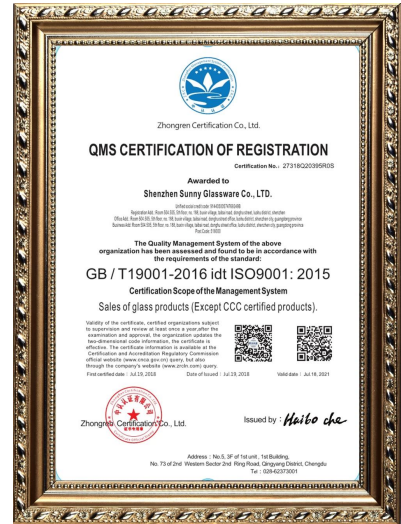 Zhongren Certification Co., Ltd.
QMS CERTIFICATION OF REGISTRATION
Certification No.: 27318Q20395R0S
Awarded to
Shenzhen Sunny Glassware Co., LTD.
The Quality Management System of the above
organization has been assessed and found to be in accordance with
the requirements of the standard:
GB / T19001-2016 idt ISO9001: 2015
Certification Scope of the Management System
Sales of glass products (Except CCC certified products).
Validity of the certificate, certified organizations subject
to supervision and review at least once a year,after the
examination and approval, the organization updates the
two-dimensional code information, the certificate is
effective. The certificate information is available at the
Certification and Accreditation Regulatory Commission
official website (www.cnca.gov.cn) query, but also
through the company's website (www.zrcln.com) query.
First certified date : Jul.19, 2018 Date of Issued : Jul.19, 2018 Valid date : Jul 18, 2021
Zhongren Certification Co., Ltd.
Issued by : Haibo che
Address : No.5, 3F of 1st unit , 1st Building,
No. 73 of 2nd Western Sector 2nd Ring Road, Qingyang District, Chengdu
Tel : 028-62373001